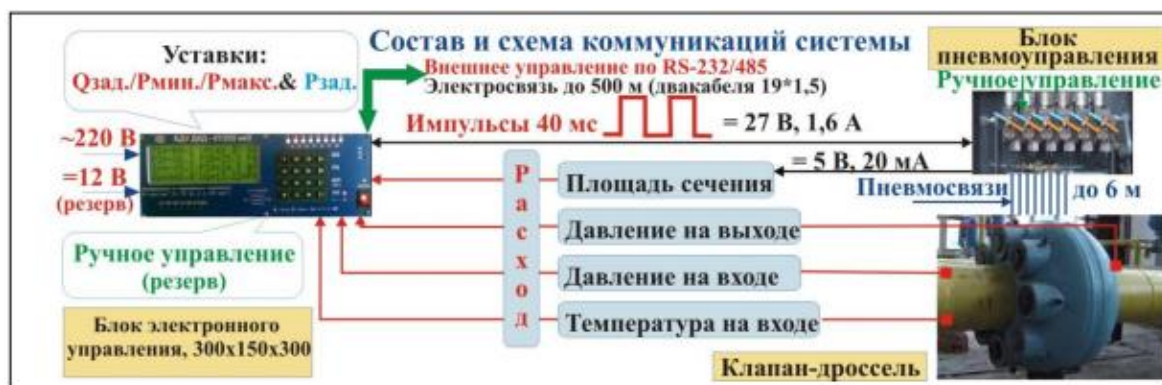 Состав и схема коммуникаций системы
Уставки:
Qзад./Рмин./Рмакс.& Рзад.
Внешнее управление по RS-232/485
Электросвязь до 500 м (двакабеля 19*1,5)
Импульсы 40 мс
= 27 В, 1,6 А
Блок
пневмоуправления
Ручное управление
~220 В
=12 В
(резерв)
= 5 В, 20 мА
Пневмосвязи
до 6 м
Расход
Площадь сечения
Давление на выходе
Давление на входе
Температура на входе
Ручное управление
(резерв)
Блок электронного
управления, 300х150х300
Клапан-дроссель